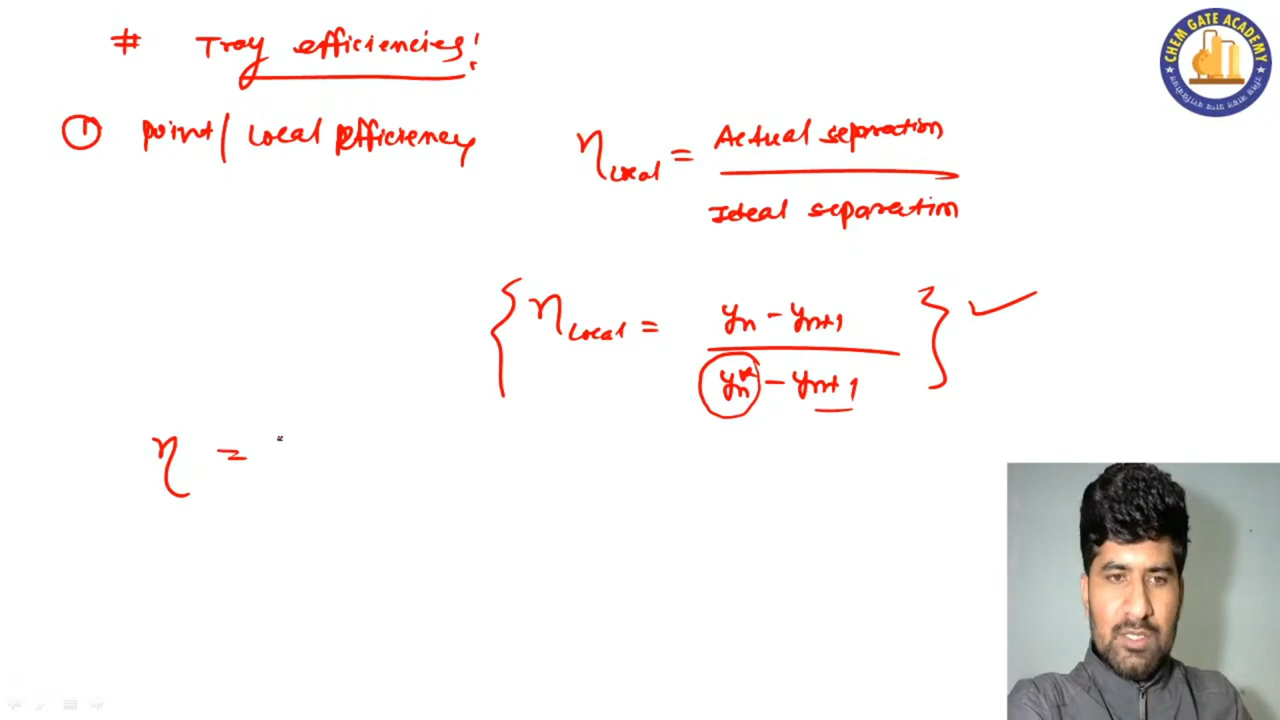 # Tray efficiencies!
① point/ Local efficiency
η_Local = Actual separation / Ideal separation
{ η_Local = (y_n - y_n+1) / (y_n* - y_n+1) } ✓
η =
CHEM GATE ACADEMY